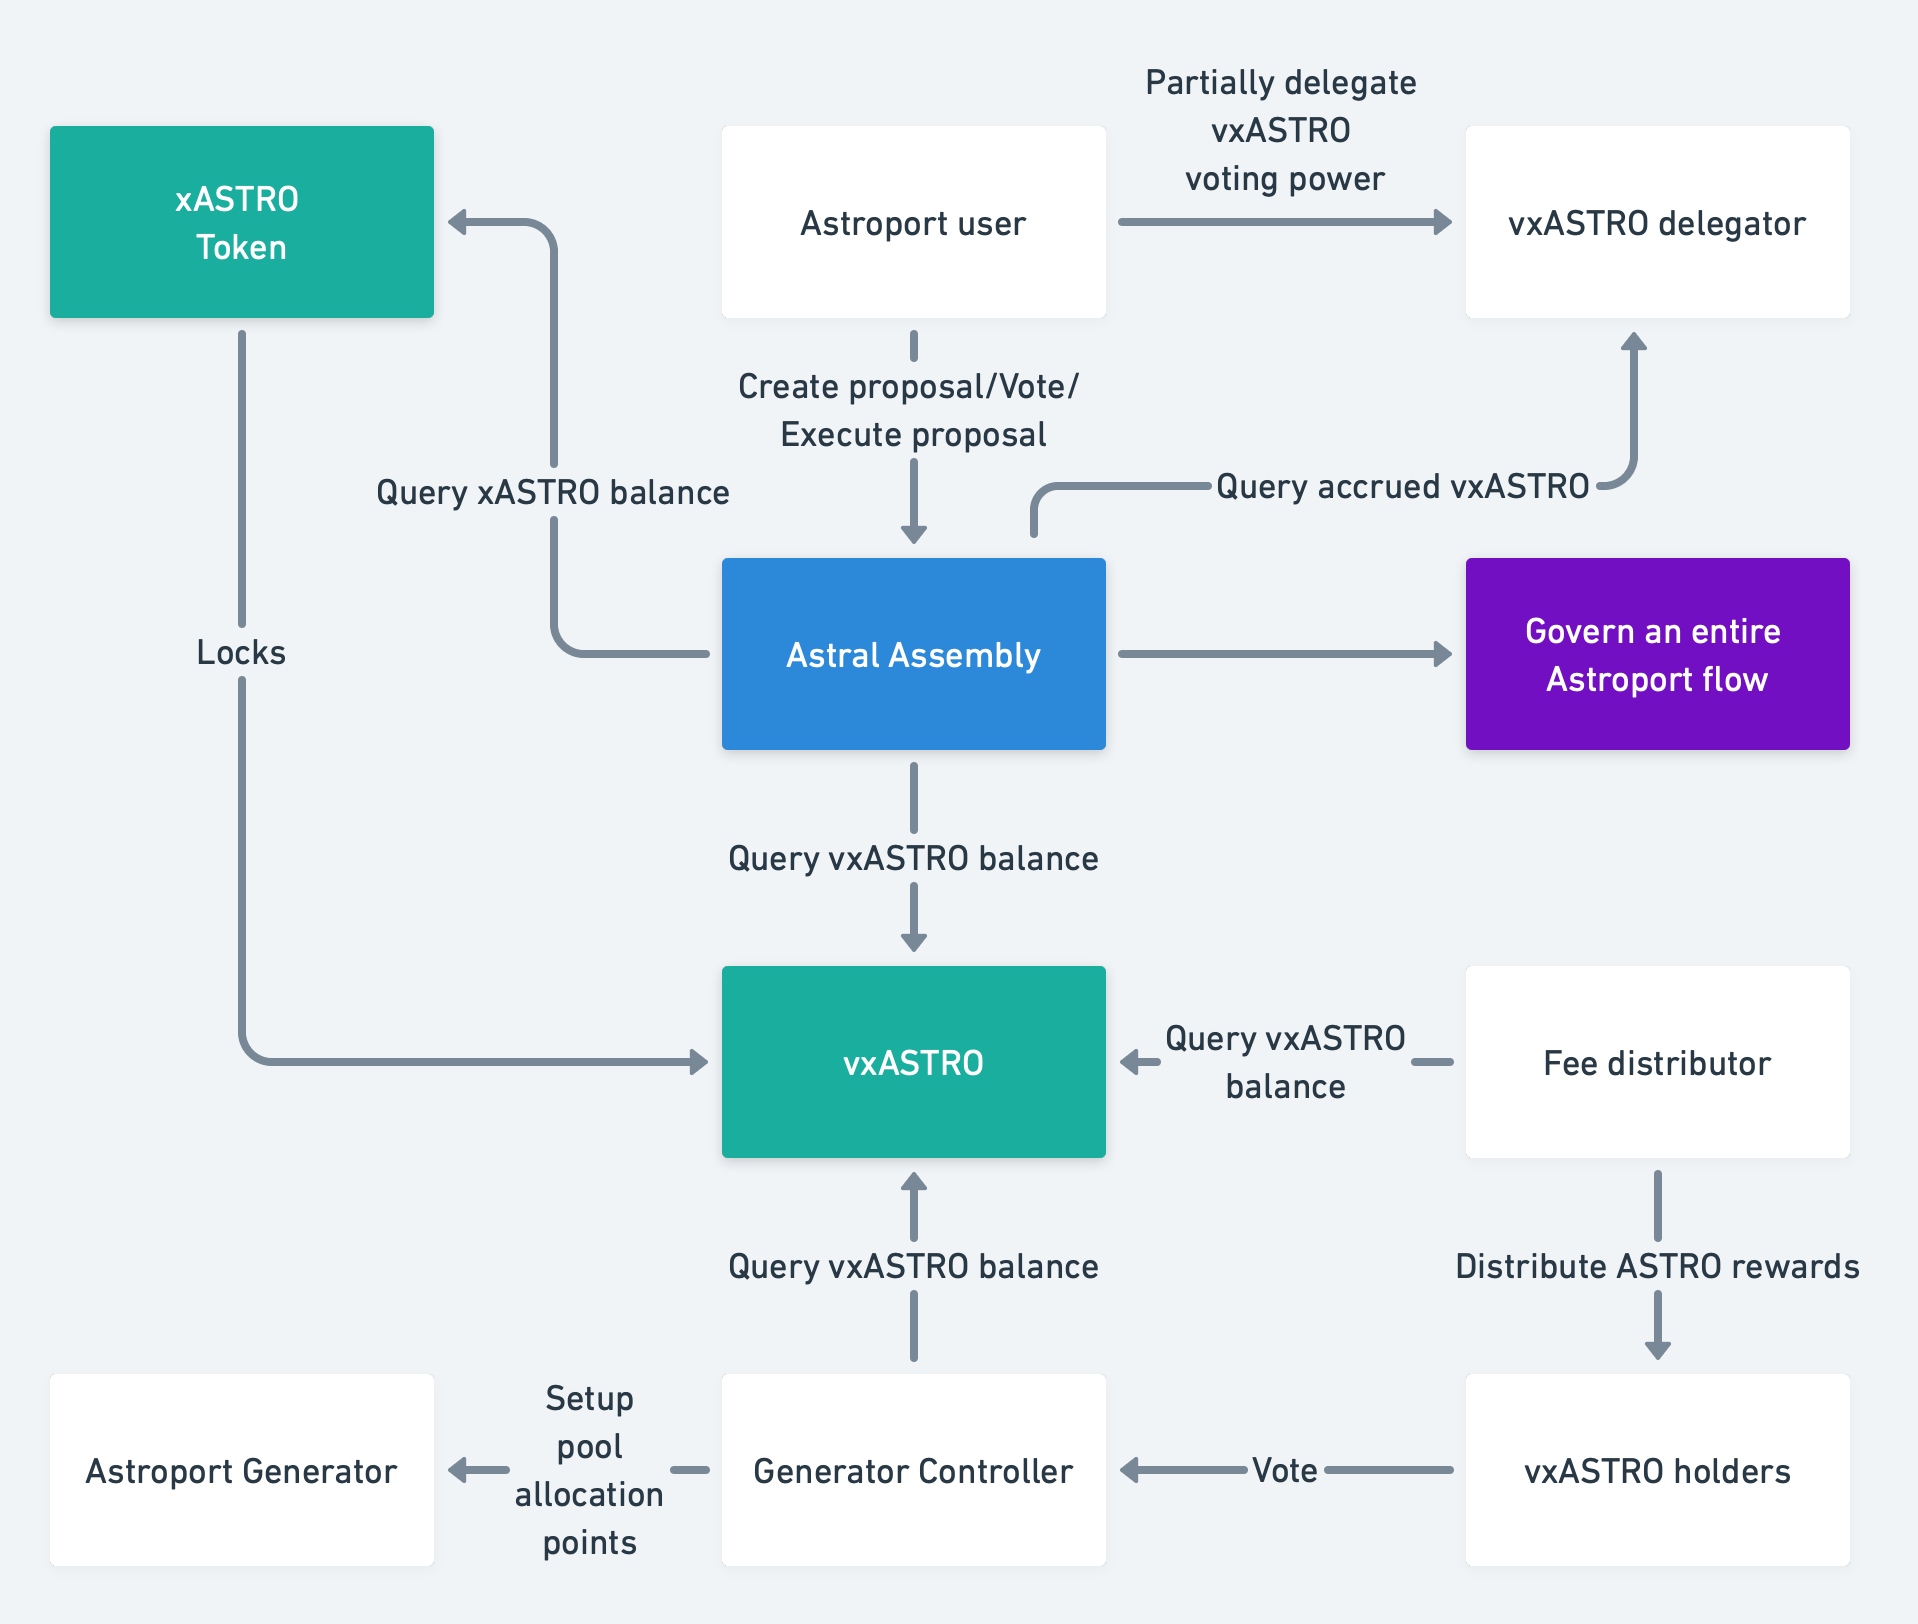 Partially delegate
vxASTRO
voting power
xASTRO
Token
Astroport user
vxASTRO delegator
Create proposal/Vote/
Execute proposal
Query xASTRO balance
Query accrued vxASTRO
Locks
Astral Assembly
Govern an entire
Astroport flow
Query vxASTRO balance
vxASTRO
Query vxASTRO
balance
Fee distributor
Query vxASTRO balance
Distribute ASTRO rewards
Astroport Generator
Setup
pool
allocation
points
Generator Controller
Vote
vxASTRO holders